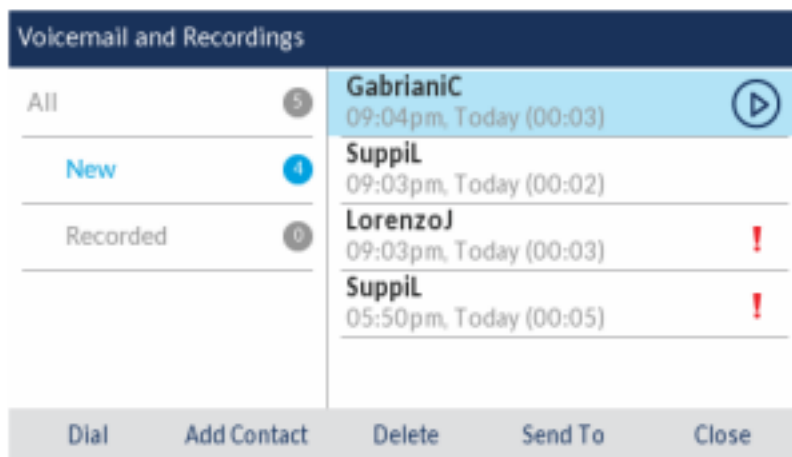 Voicemail and Recordings
All 5
New 4
Recorded 0
GabrianiC
09:04pm, Today (00:03)
SuppiL
09:03pm, Today (00:02)
LorenzoJ
09:03pm, Today (00:03)
!
SuppiL
05:50pm, Today (00:05)
!
Dial Add Contact Delete Send To Close